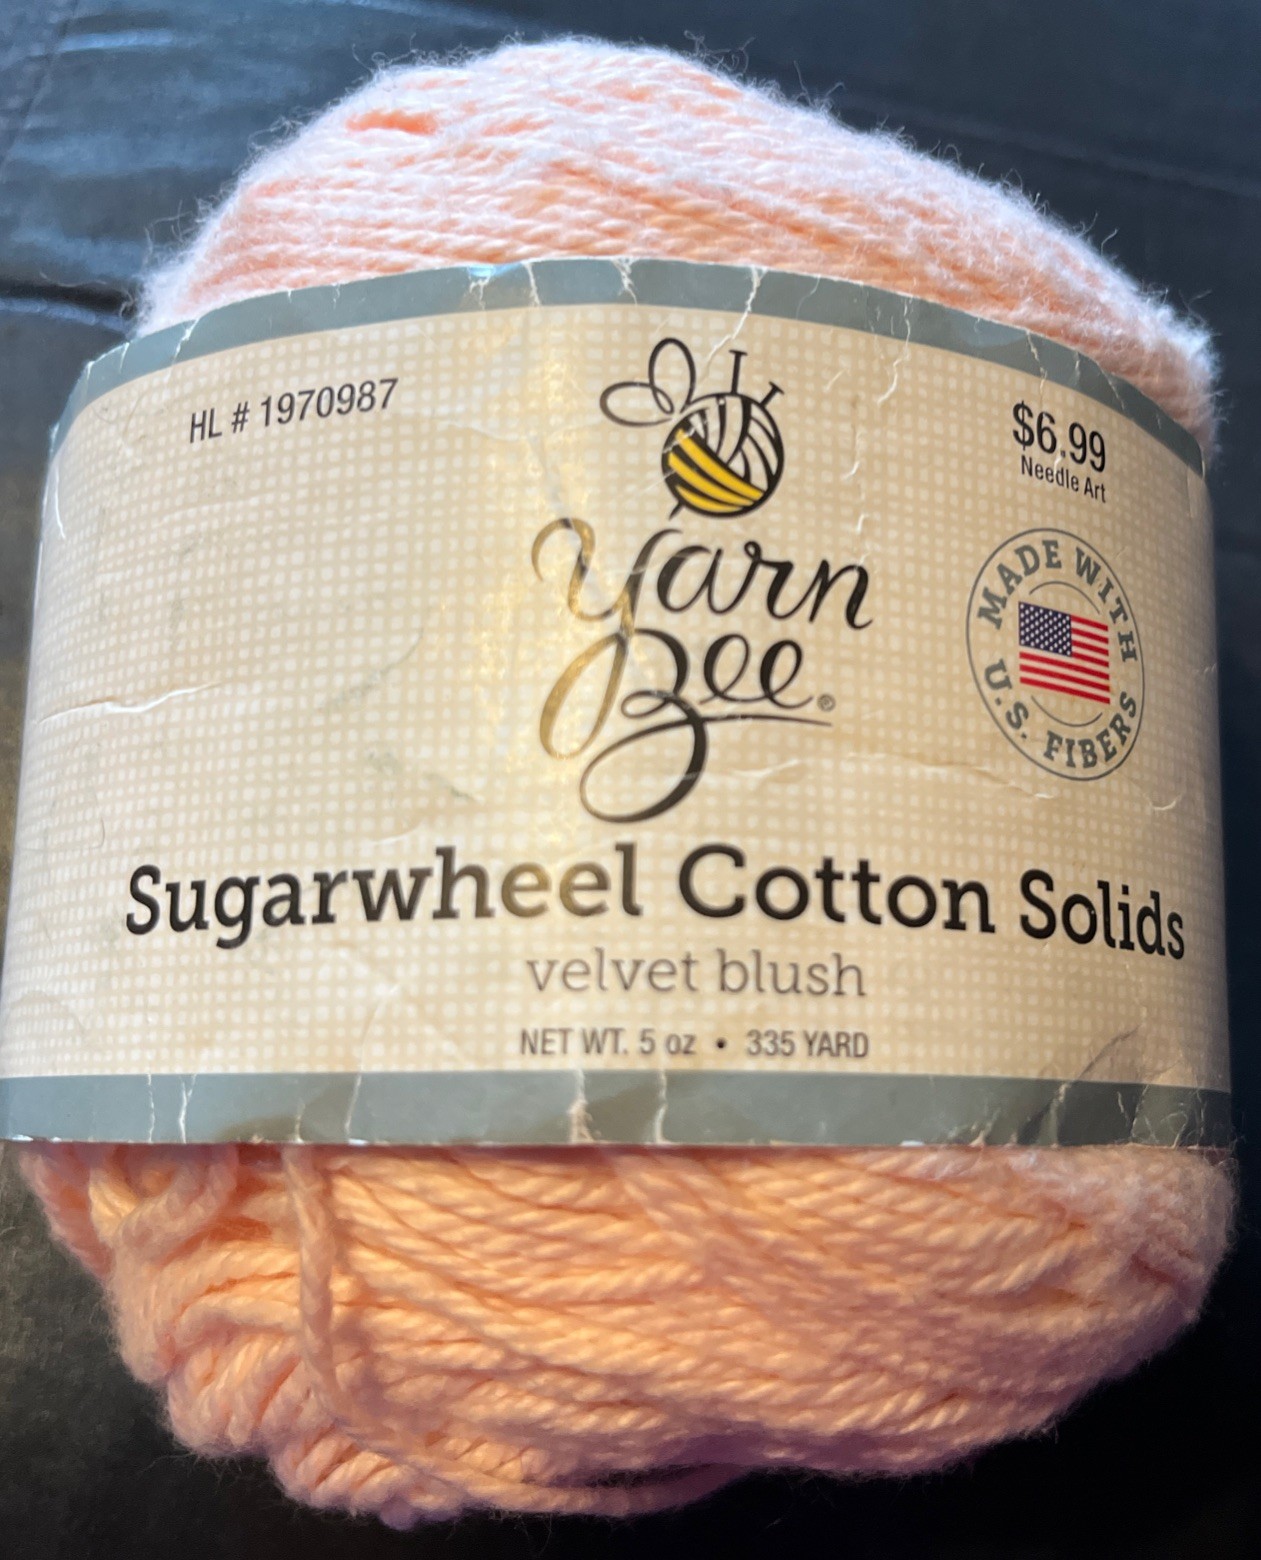 HL # 1970987
$6.99
Needle Art
Yarn
Bee®
MADE WITH
U.S. FIBERS
Sugarwheel Cotton Solids
velvet blush
NET WT. 5 oz • 335 YARD